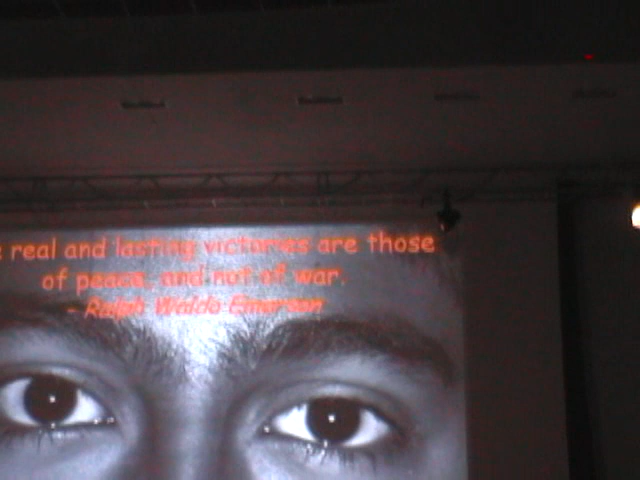 real and lasting victories are those
of peace, and not of war.
- Ralph Waldo Emerson